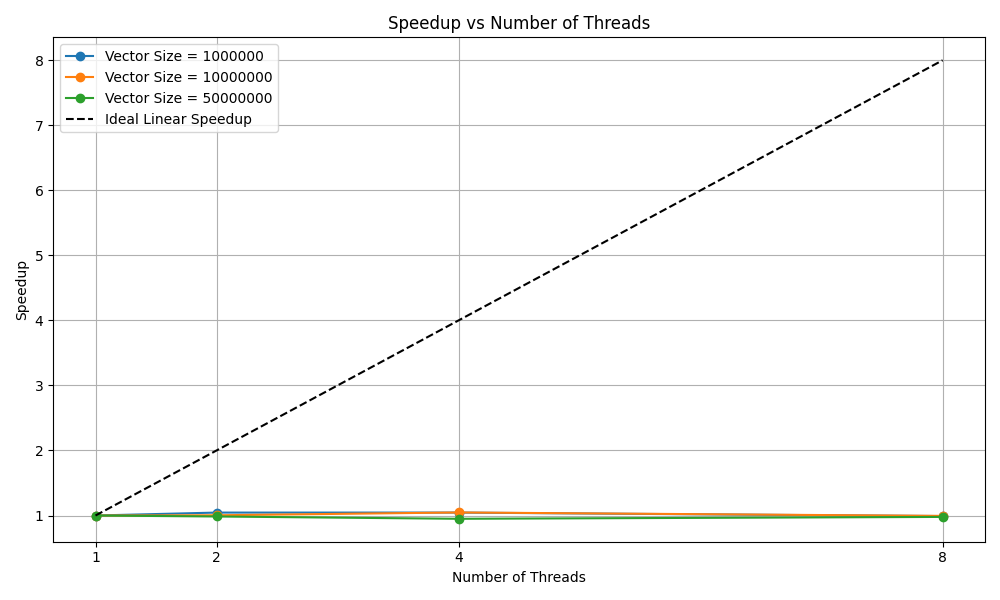 Speedup vs Number of Threads
Vector Size = 1000000
Vector Size = 10000000
Vector Size = 50000000
Ideal Linear Speedup
8
7
6
5
4
3
2
1
Speedup
1
2
4
8
Number of Threads